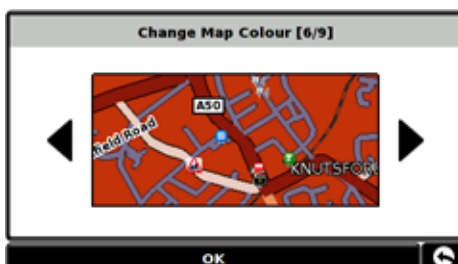 Change Map Colour [6/9]
A50
field Road
KNUTSFOR
OK